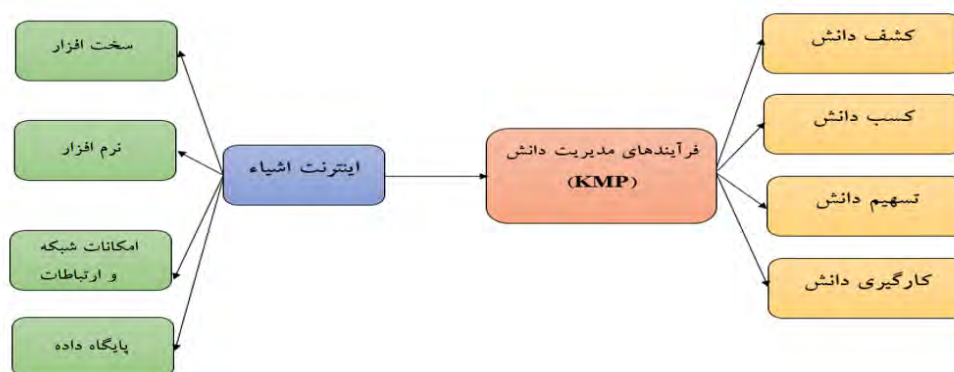 کشف دانش
کسب دانش
تسهیم دانش
کارگیری دانش
فرآیندهای مدیریت دانش
(KMP)
اینترنت اشیاء
سخت افزار
نرم افزار
امکانات شبکه
و ارتباطات
پایگاه داده